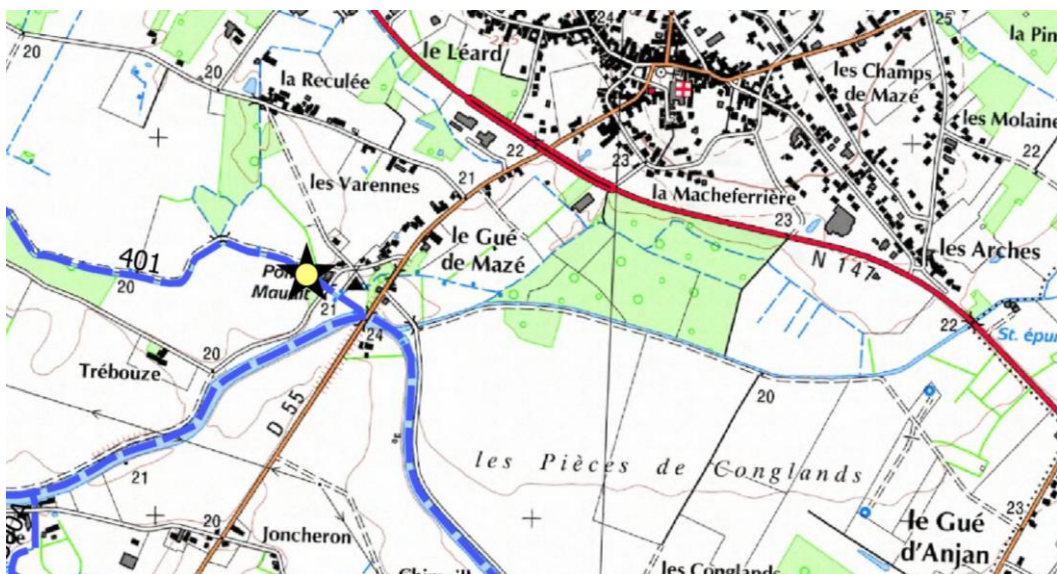 24
25
20
le Léard
la Pin
20
la Reculée
les Champs
de Mazé
les Molaine
22
23
22
les Varennes
21
la Macheferrière
23
le Gué
de Mazé
les Arches
401
N 147
20
21
22
24
St. épur
Trébouze
20
D 55
20
les Pièces de Conglands
21
20
Joncheron
23
le Gué
d'Anjan
les Conglands